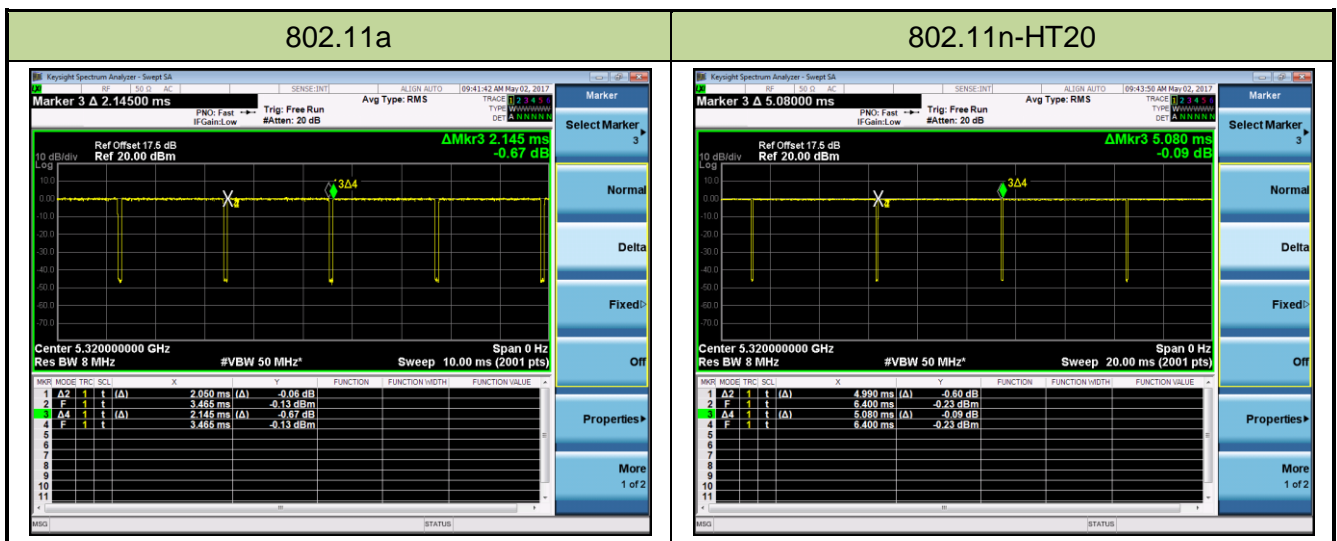 802.11a
Keysight Spectrum Analyzer - Swept SA
RF 50 Ω AC SENSE:INT ALIGN AUTO 09:41:42 AM May 02, 2017
Marker 3 Δ 2.14500 ms
PNO: Fast
IFGain:Low
Trig: Free Run
#Atten: 20 dB
Avg Type: RMS
TRACE 1 2 3 4 5 6
TYPE
DET A N N N N N
ΔMkr3 2.145 ms
-0.67 dB
Ref Offset 17.5 dB
10 dB/div Ref 20.00 dBm
Log
10.0
0.00
-10.0
-20.0
-30.0
-40.0
-50.0
-60.0
-70.0
3Δ4
Center 5.320000000 GHz Span 0 Hz
Res BW 8 MHz #VBW 50 MHz* Sweep 10.00 ms (2001 pts)
MKR MODE TRC SCL X Y FUNCTION FUNCTION WIDTH FUNCTION VALUE
1 Δ2 1 t (Δ) 2.050 ms (Δ) -0.06 dB
2 F 1 t 3.465 ms -0.13 dBm
3 Δ4 1 t (Δ) 2.145 ms (Δ) -0.67 dB
4 F 1 t 3.465 ms -0.13 dBm
5
6
7
8
9
10
11
MSG STATUS
Marker
Select Marker
3
Normal
Delta
Fixed
Off
Properties
More
1 of 2
802.11n-HT20
Keysight Spectrum Analyzer - Swept SA
RF 50 Ω AC SENSE:INT ALIGN AUTO 09:43:50 AM May 02, 2017
Marker 3 Δ 5.08000 ms
PNO: Fast
IFGain:Low
Trig: Free Run
#Atten: 20 dB
Avg Type: RMS
TRACE 1 2 3 4 5 6
TYPE
DET A N N N N N
ΔMkr3 5.080 ms
-0.09 dB
Ref Offset 17.5 dB
10 dB/div Ref 20.00 dBm
Log
10.0
0.00
-10.0
-20.0
-30.0
-40.0
-50.0
-60.0
-70.0
3Δ4
Center 5.320000000 GHz Span 0 Hz
Res BW 8 MHz #VBW 50 MHz* Sweep 20.00 ms (2001 pts)
MKR MODE TRC SCL X Y FUNCTION FUNCTION WIDTH FUNCTION VALUE
1 Δ2 1 t (Δ) 4.990 ms (Δ) -0.60 dB
2 F 1 t 6.400 ms -0.23 dBm
3 Δ4 1 t (Δ) 5.080 ms (Δ) -0.09 dB
4 F 1 t 6.400 ms -0.23 dBm
5
6
7
8
9
10
11
MSG STATUS
Marker
Select Marker
3
Normal
Delta
Fixed
Off
Properties
More
1 of 2